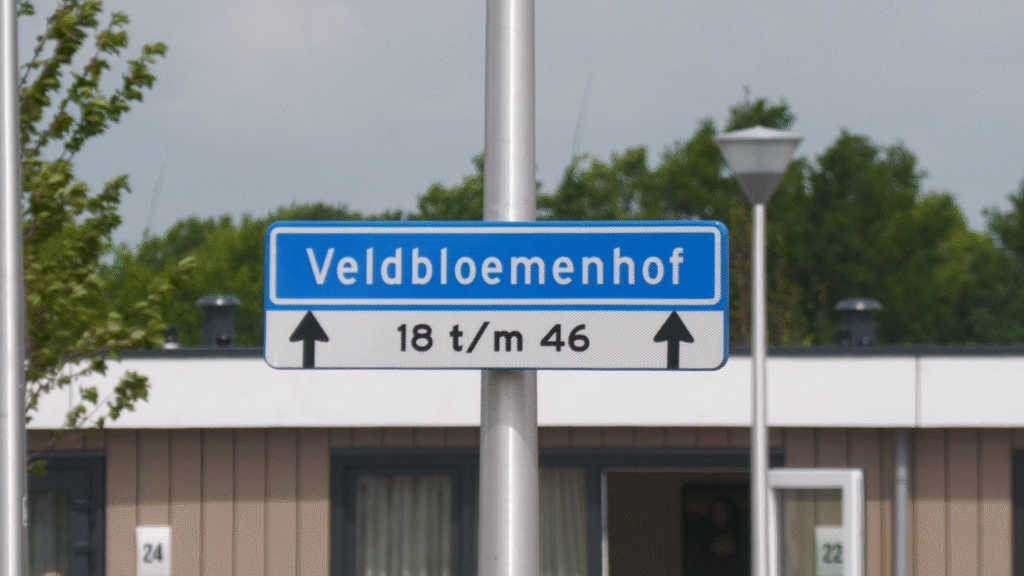 Veldbloemenhof
18 t/m 46
24
22